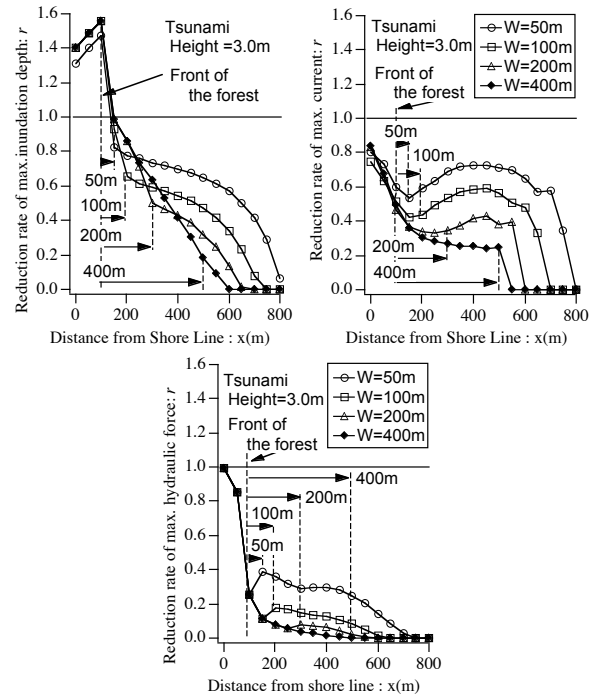 Reduction rate of max.inundation depth: r
1.6
1.4
1.2
1.0
0.8
0.6
0.4
0.2
0.0
Tsunami
Height =3.0m
Front of
the forest
50m
100m
200m
400m
0 200 400 600 800
Distance from Shore Line : x(m)
Reduction rate of max. current: r
1.6
1.4
1.2
1.0
0.8
0.6
0.4
0.2
0.0
Tsunami
Height=3.0m
Front of
the forest
W=50m
W=100m
W=200m
W=400m
50m
100m
200m
400m
0 200 400 600 800
Distance from Shore Line : x(m)
Reduction rate of max. hydraulic force: r
1.6
1.4
1.2
1.0
0.8
0.6
0.4
0.2
0.0
Tsunami
Height=3.0m
Front of
the forest
W=50m
W=100m
W=200m
W=400m
400m
200m
100m
50m
0 200 400 600 800
Distance from shore line : x(m)